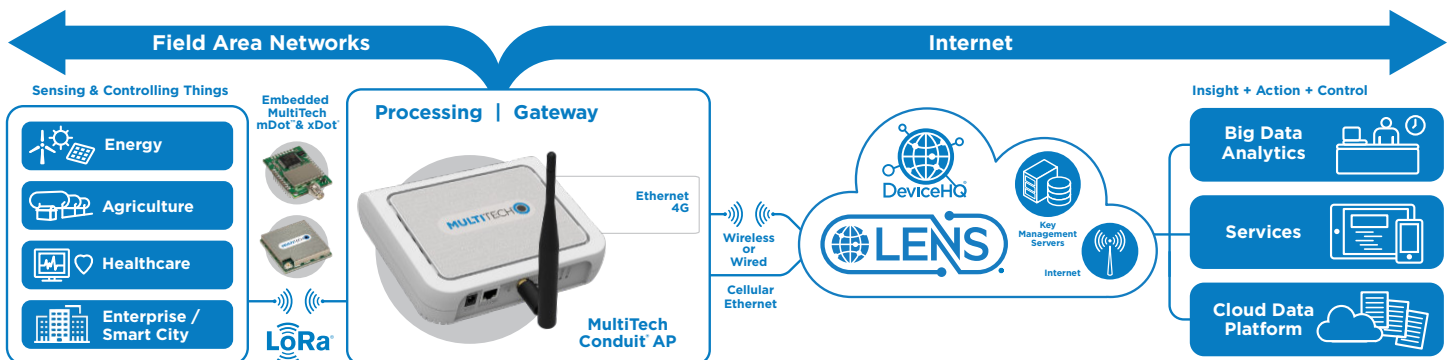 Field Area Networks
Internet
Sensing & Controlling Things
Energy
Agriculture
Healthcare
Enterprise /
Smart City
Embedded
MultiTech
mDot™ & xDot®
LoRa®
Processing | Gateway
MULTITECH
Ethernet
4G
MultiTech
Conduit® AP
Wireless
or
Wired
Cellular
Ethernet
DeviceHQ®
LENS®
Key
Management
Servers
Internet
Insight + Action + Control
Big Data
Analytics
Services
Cloud Data
Platform